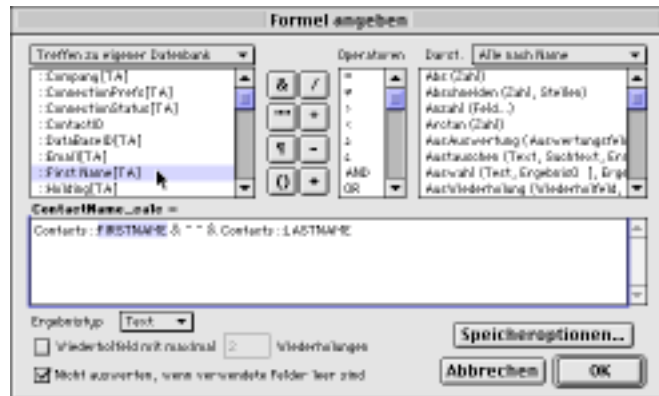 Formel angeben
Treffen zu eigener Datenbank
Operatoren
Darst. Alle nach Name
::Company[TA]
::ConnectionPrefs[TA]
::ConnectionStatus[TA]
::ContactID
::DataBaseID[TA]
::Email[TA]
::First Name[TA]
::Holding[TA]
& /
"" *
¶ -
() +
=
≠
>
<
≥
≤
AND
OR
Abs (Zahl)
Abschneiden (Zahl, Stellen)
Anzahl (Feld...)
Arctan (Zahl)
AusAuswertung (Auswertungsfeld
Austauschen (Text, Suchtext, Ers
Auswahl (Test, Ergebnis0 [, Erge
AusWiederholung (Wiederholfeld,
ContactName_calc =
Contacts::FIRSTNAME & " " & Contacts::LASTNAME
Ergebnistyp Text
Wiederholfeld mit maximal 2 Wiederholungen
Nicht auswerten, wenn verwendete Felder leer sind
Speicheroptionen...
Abbrechen OK